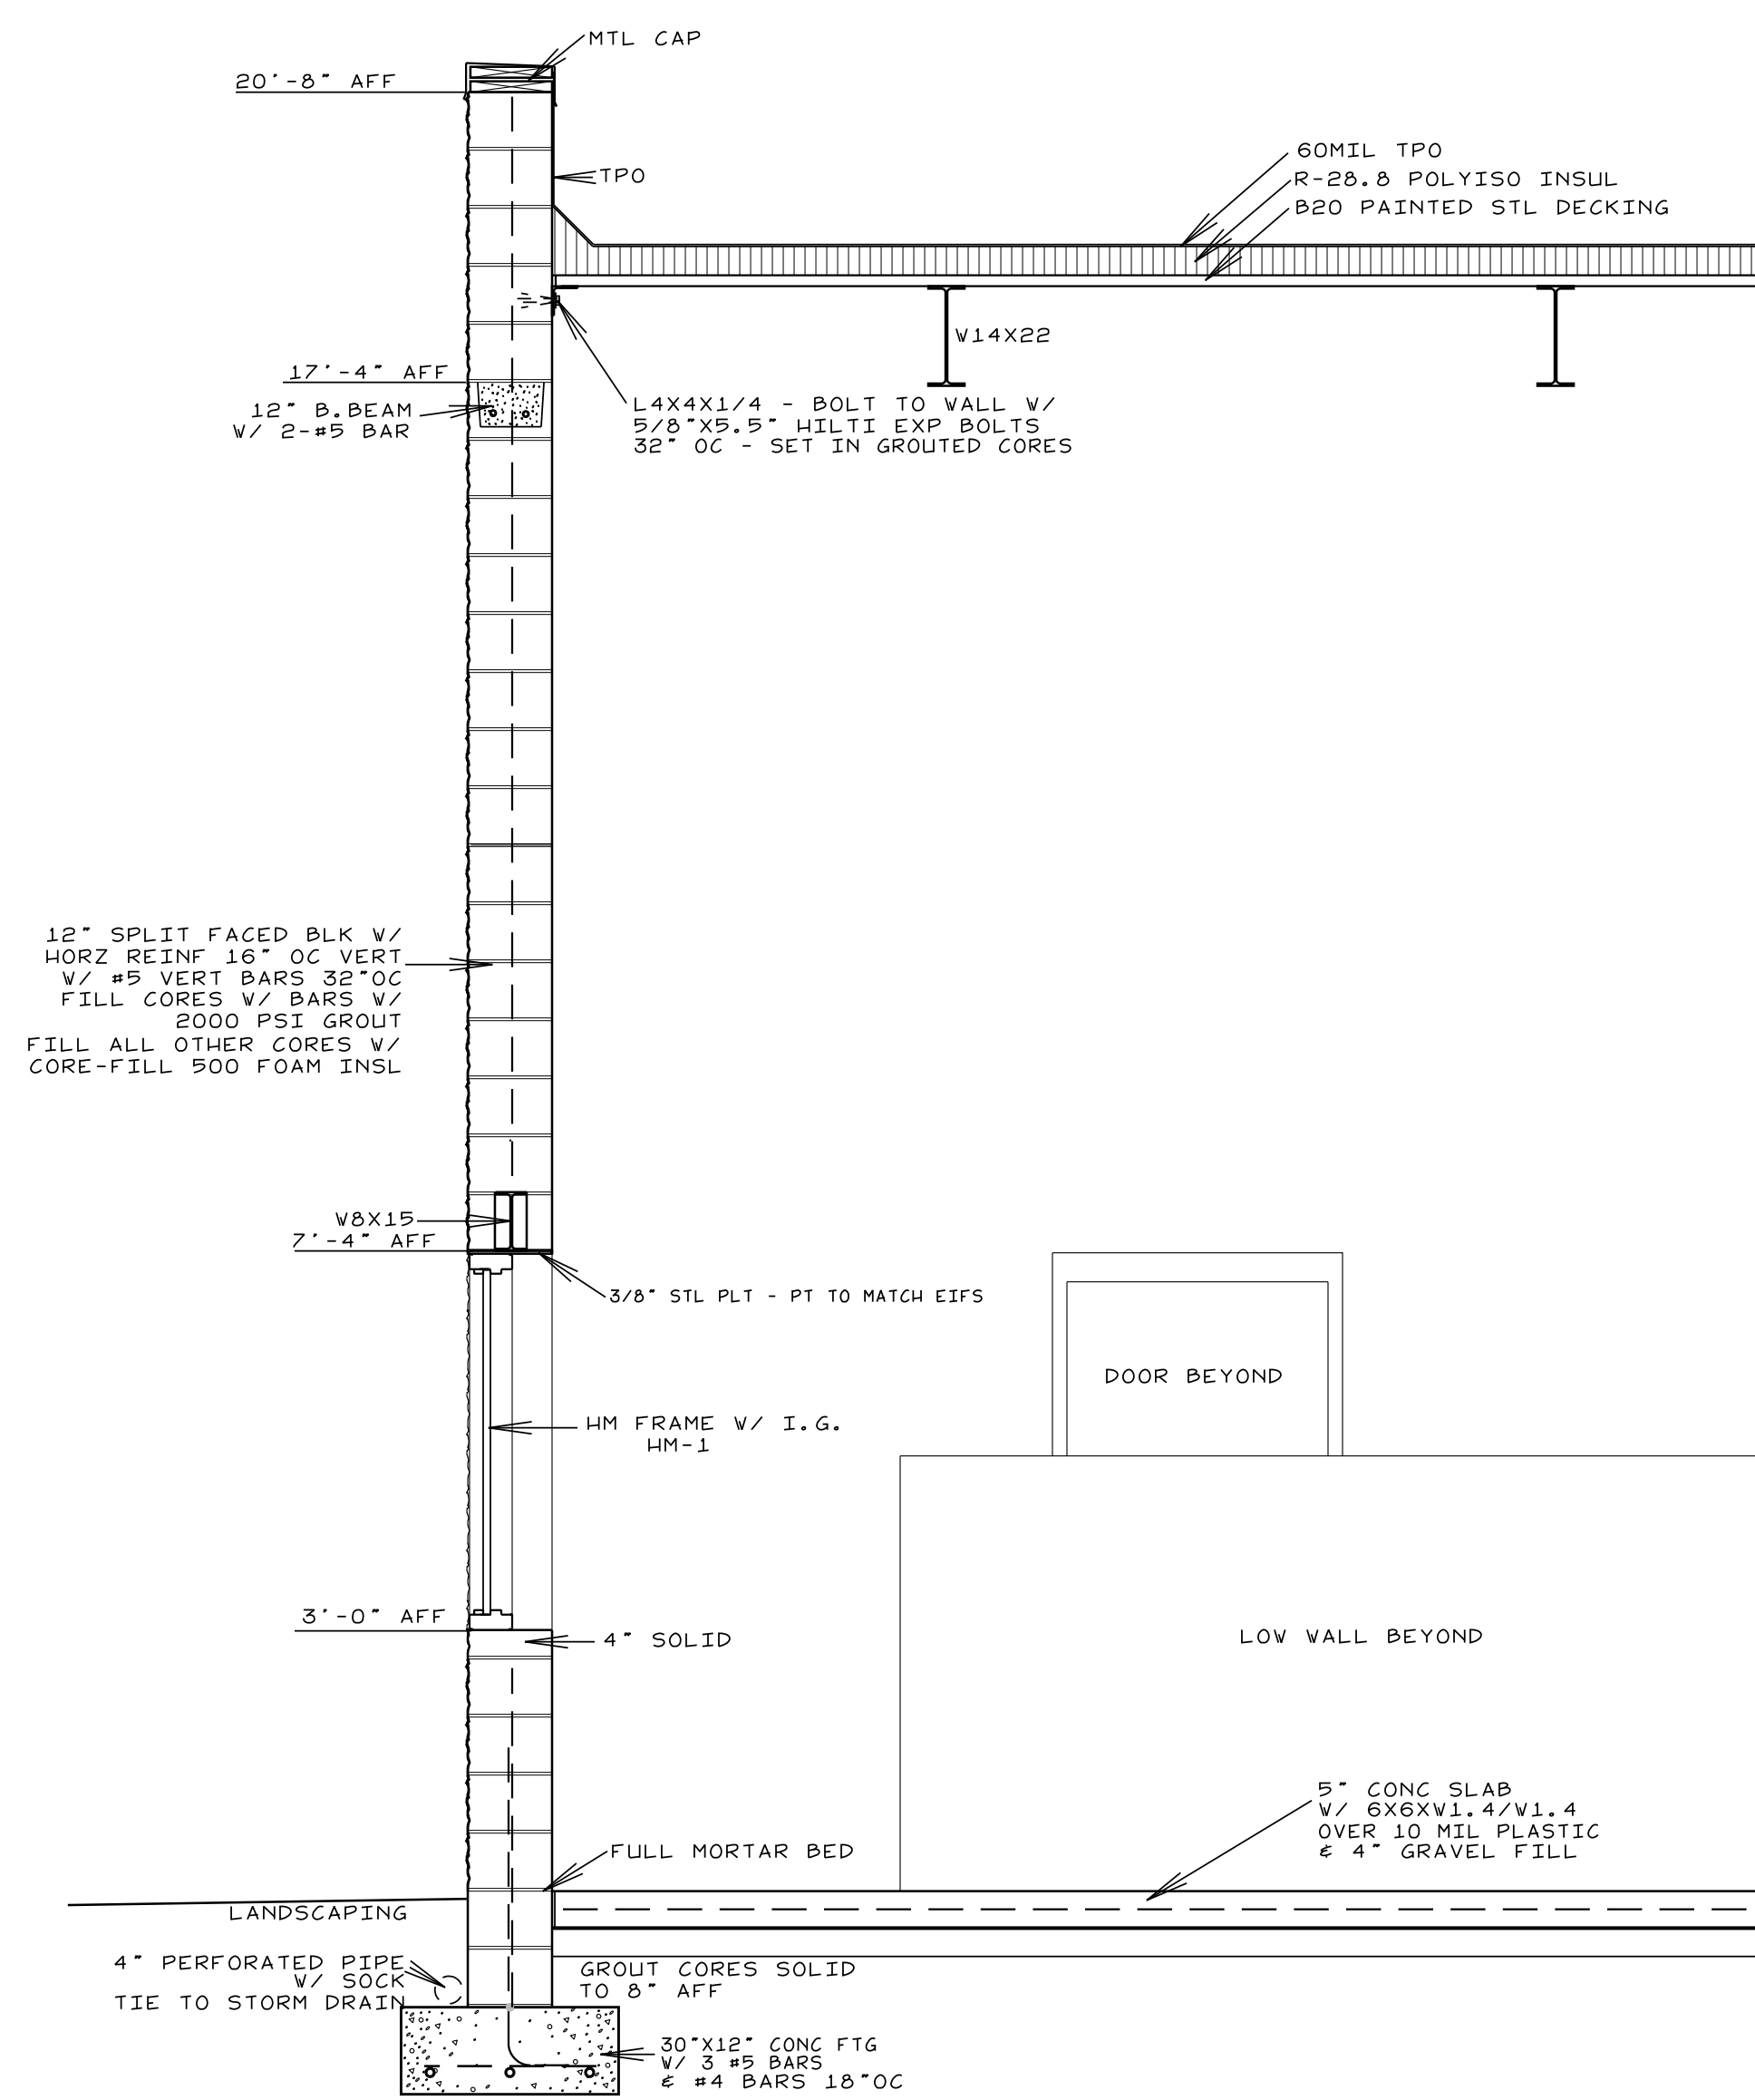 MTL CAP
20'-8" AFF
TPO
60MIL TPO
R-28.8 POLYISO INSUL
B20 PAINTED STL DECKING
W14X22
17'-4" AFF
12" B.BEAM
W/ 2-#5 BAR
L4X4X1/4 - BOLT TO WALL W/
5/8"X5.5" HILTI EXP BOLTS
32" OC - SET IN GROUTED CORES
12" SPLIT FACED BLK W/
HORZ REINF 16" OC VERT
W/ #5 VERT BARS 32"OC
FILL CORES W/ BARS W/
2000 PSI GROUT
FILL ALL OTHER CORES W/
CORE-FILL 500 FOAM INSL
W8X15
7'-4" AFF
3/8" STL PLT - PT TO MATCH EIFS
DOOR BEYOND
HM FRAME W/ I.G.
HM-1
3'-0" AFF
4" SOLID
LOW WALL BEYOND
5" CONC SLAB
W/ 6X6XW1.4/W1.4
OVER 10 MIL PLASTIC
& 4" GRAVEL FILL
FULL MORTAR BED
LANDSCAPING
4" PERFORATED PIPE
W/ SOCK
TIE TO STORM DRAIN
GROUT CORES SOLID
TO 8" AFF
30"X12" CONC FTG
W/ 3 #5 BARS
& #4 BARS 18"OC